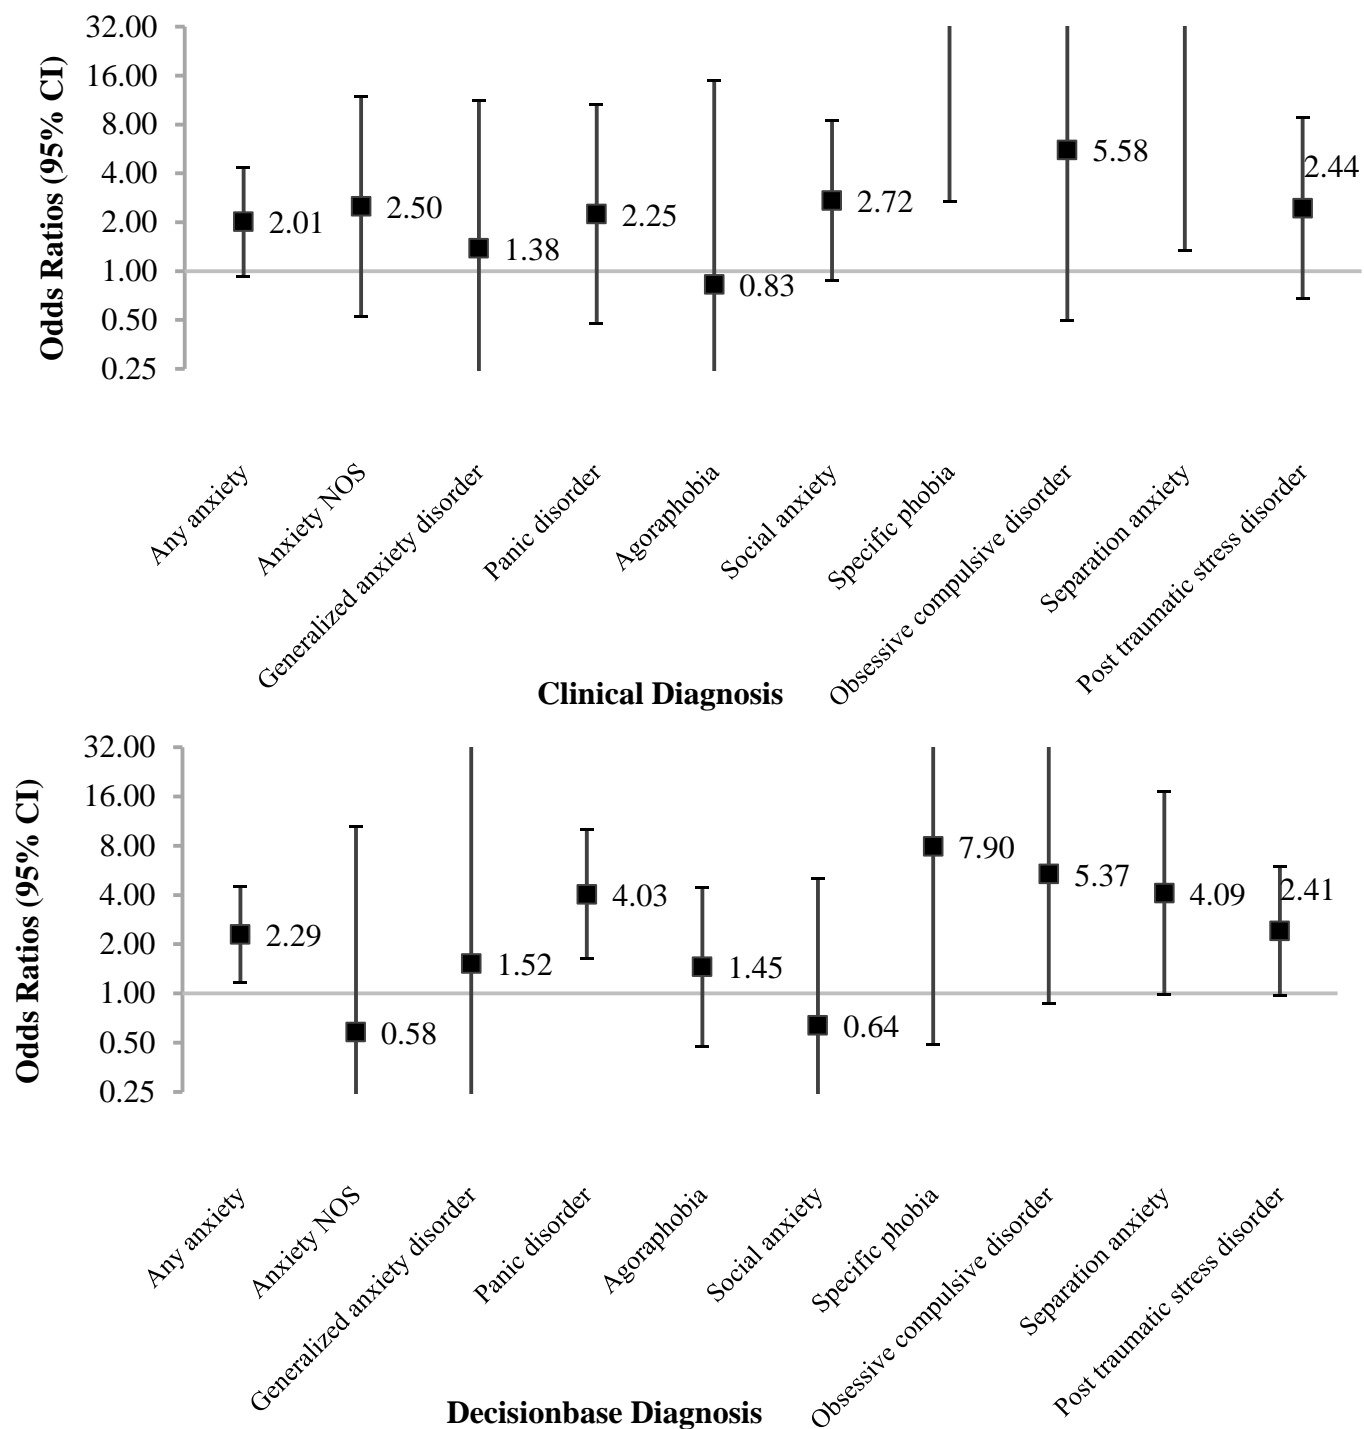 Odds Ratios (95% CI)
32.00
16.00
8.00
4.00
2.00
1.00
0.50
0.25
2.01
2.50
1.38
2.25
0.83
2.72
5.58
2.44
Any anxiety
Anxiety NOS
Generalized anxiety disorder
Panic disorder
Agoraphobia
Social anxiety
Specific phobia
Obsessive compulsive disorder
Separation anxiety
Post traumatic stress disorder
Clinical Diagnosis
Odds Ratios (95% CI)
32.00
16.00
8.00
4.00
2.00
1.00
0.50
0.25
2.29
0.58
1.52
4.03
1.45
0.64
7.90
5.37
4.09
2.41
Any anxiety
Anxiety NOS
Generalized anxiety disorder
Panic disorder
Agoraphobia
Social anxiety
Specific phobia
Obsessive compulsive disorder
Separation anxiety
Post traumatic stress disorder
Decisionbase Diagnosis